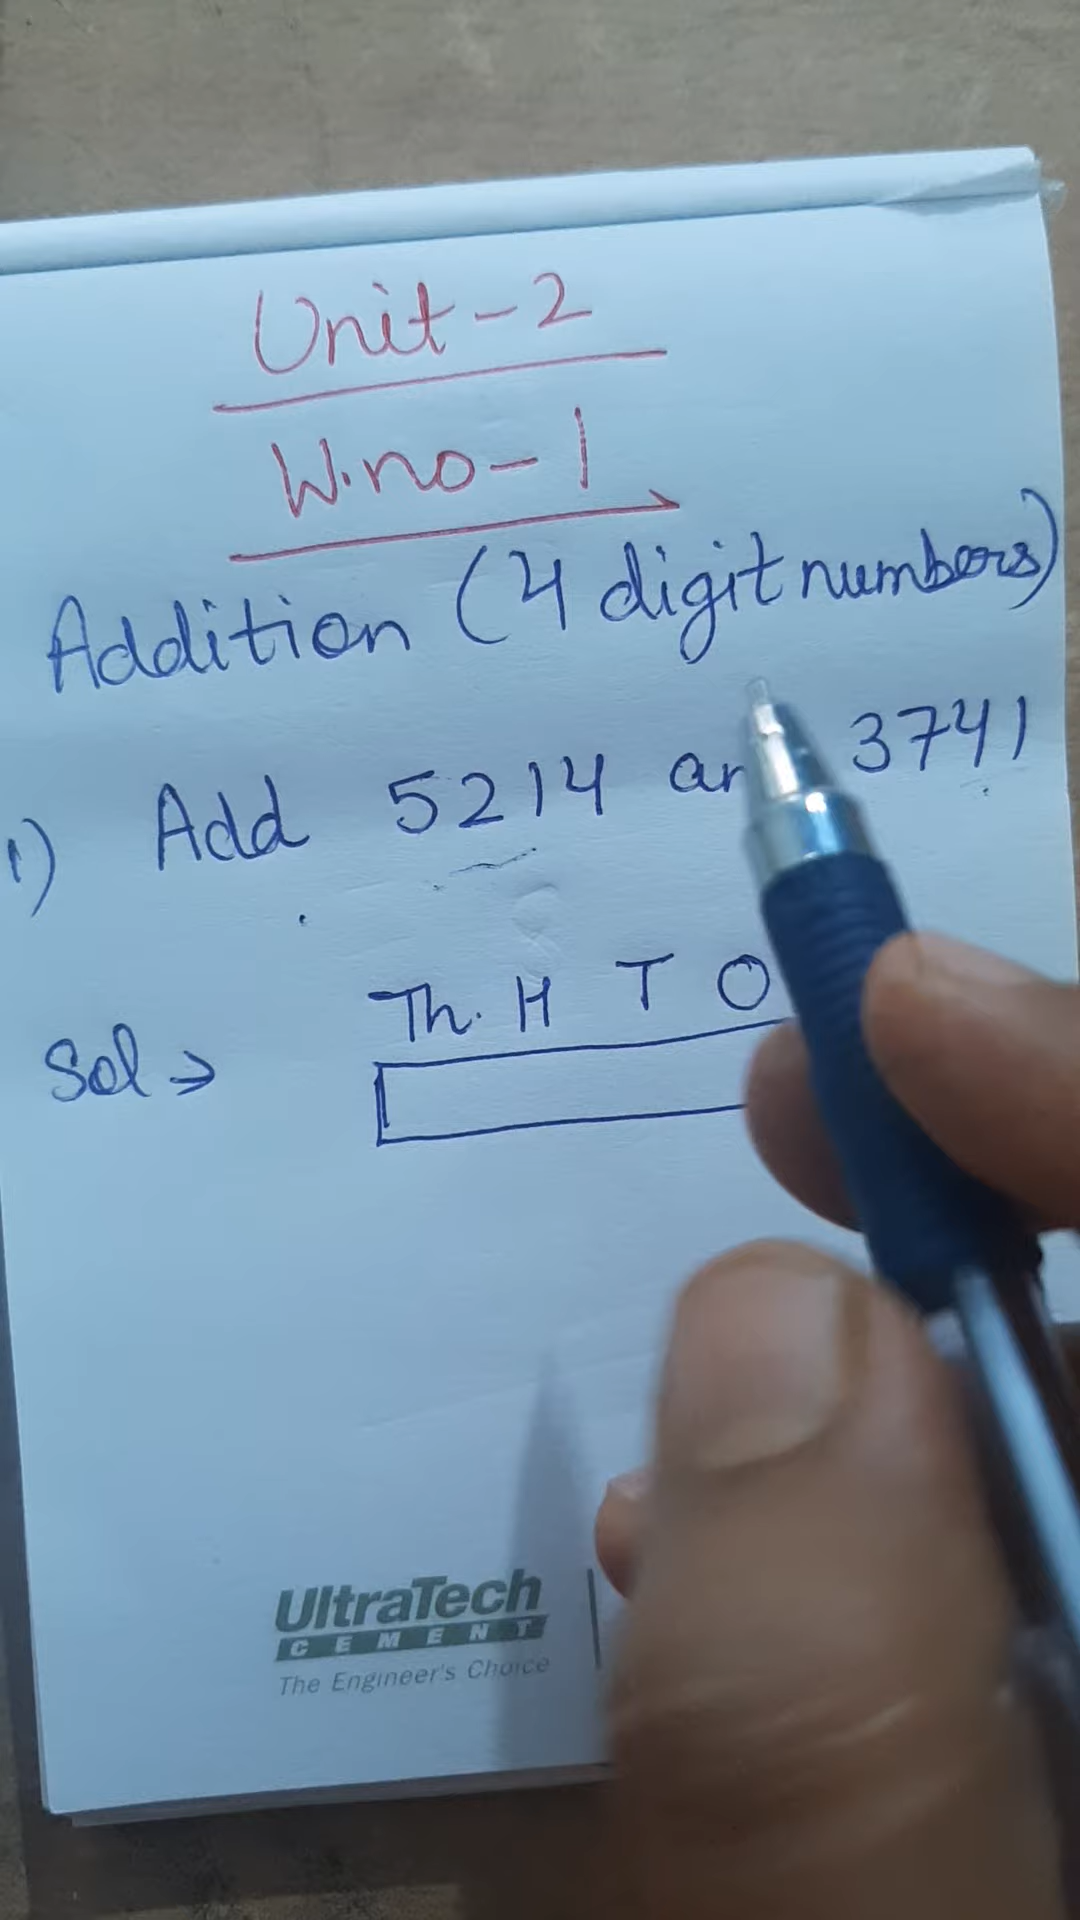 Unit-2
W.no-1
Addition (4 digit numbers)
1) Add 5214 3741
Th. H T O
Sol →
UltraTech
CEMENT
The Engineer's Choice